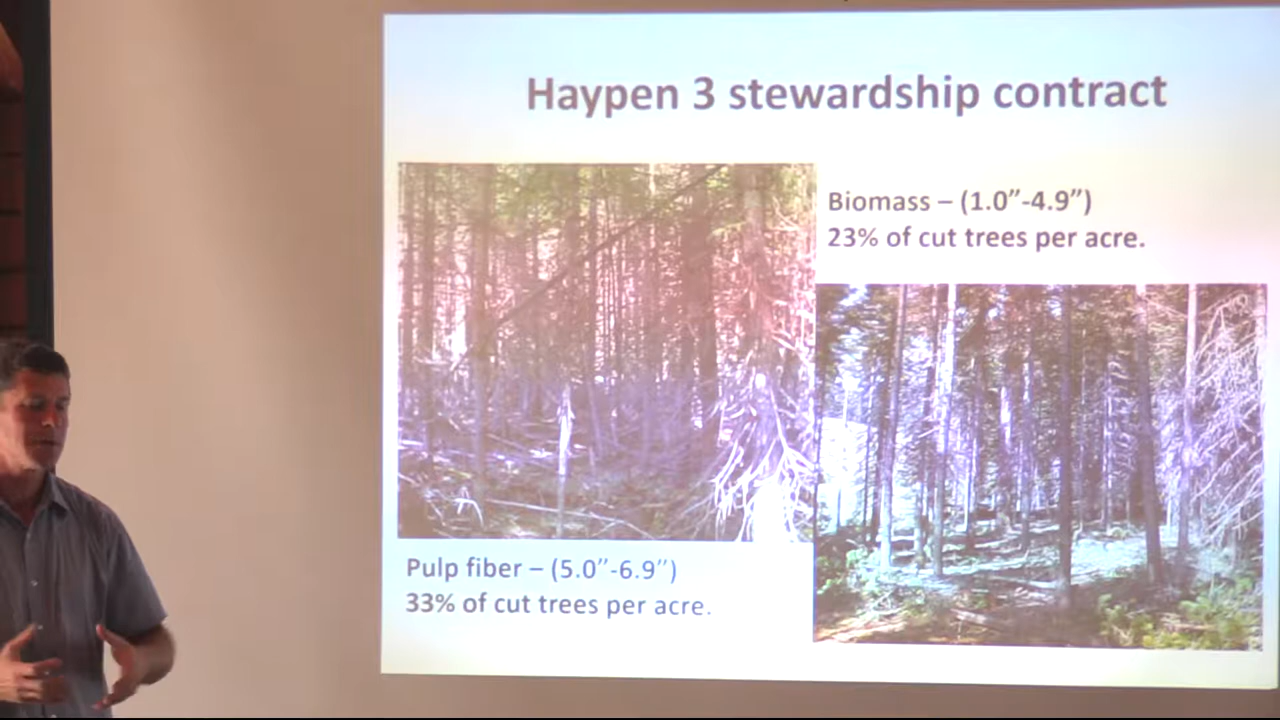 Haypen 3 stewardship contract
Biomass – (1.0”-4.9”)
23% of cut trees per acre.
Pulp fiber – (5.0”-6.9”)
33% of cut trees per acre.